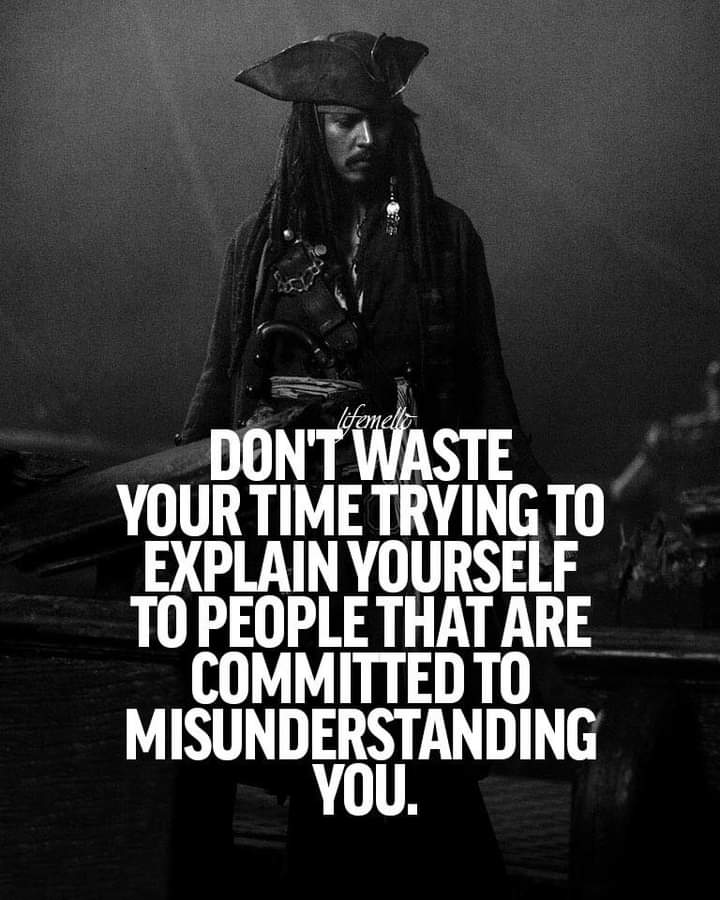 lifemello
DON'T WASTE
YOUR TIME TRYING TO
EXPLAIN YOURSELF
TO PEOPLE THAT ARE
COMMITTED TO
MISUNDERSTANDING
YOU.